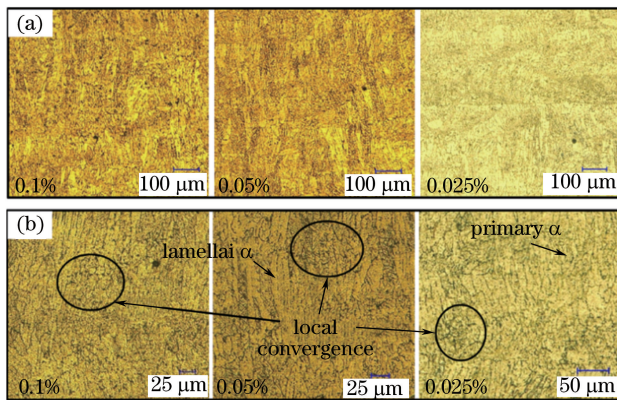 (a)
0.1%
100 μm
0.05%
100 μm
0.025%
100 μm
(b)
lamellai α
primary α
local
convergence
0.1%
25 μm
0.05%
25 μm
0.025%
50 μm